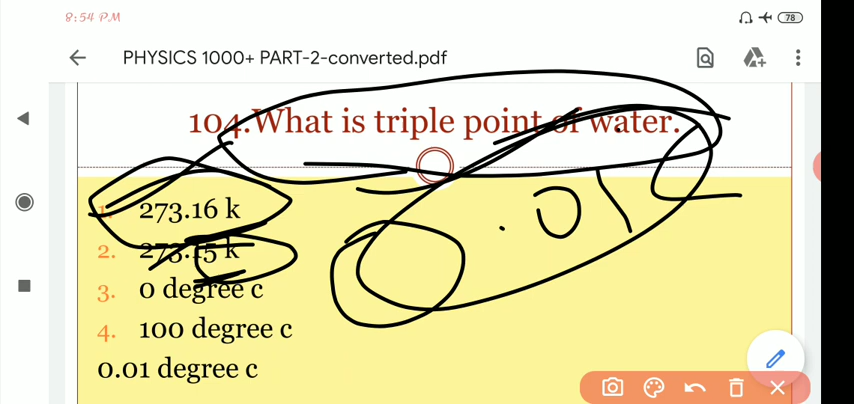 8:54 PM
78
PHYSICS 1000+ PART-2-converted.pdf
104.What is triple point of water.
1. 273.16 k
2. 273.15 k
3. 0 degree c
4. 100 degree c
0.01 degree c